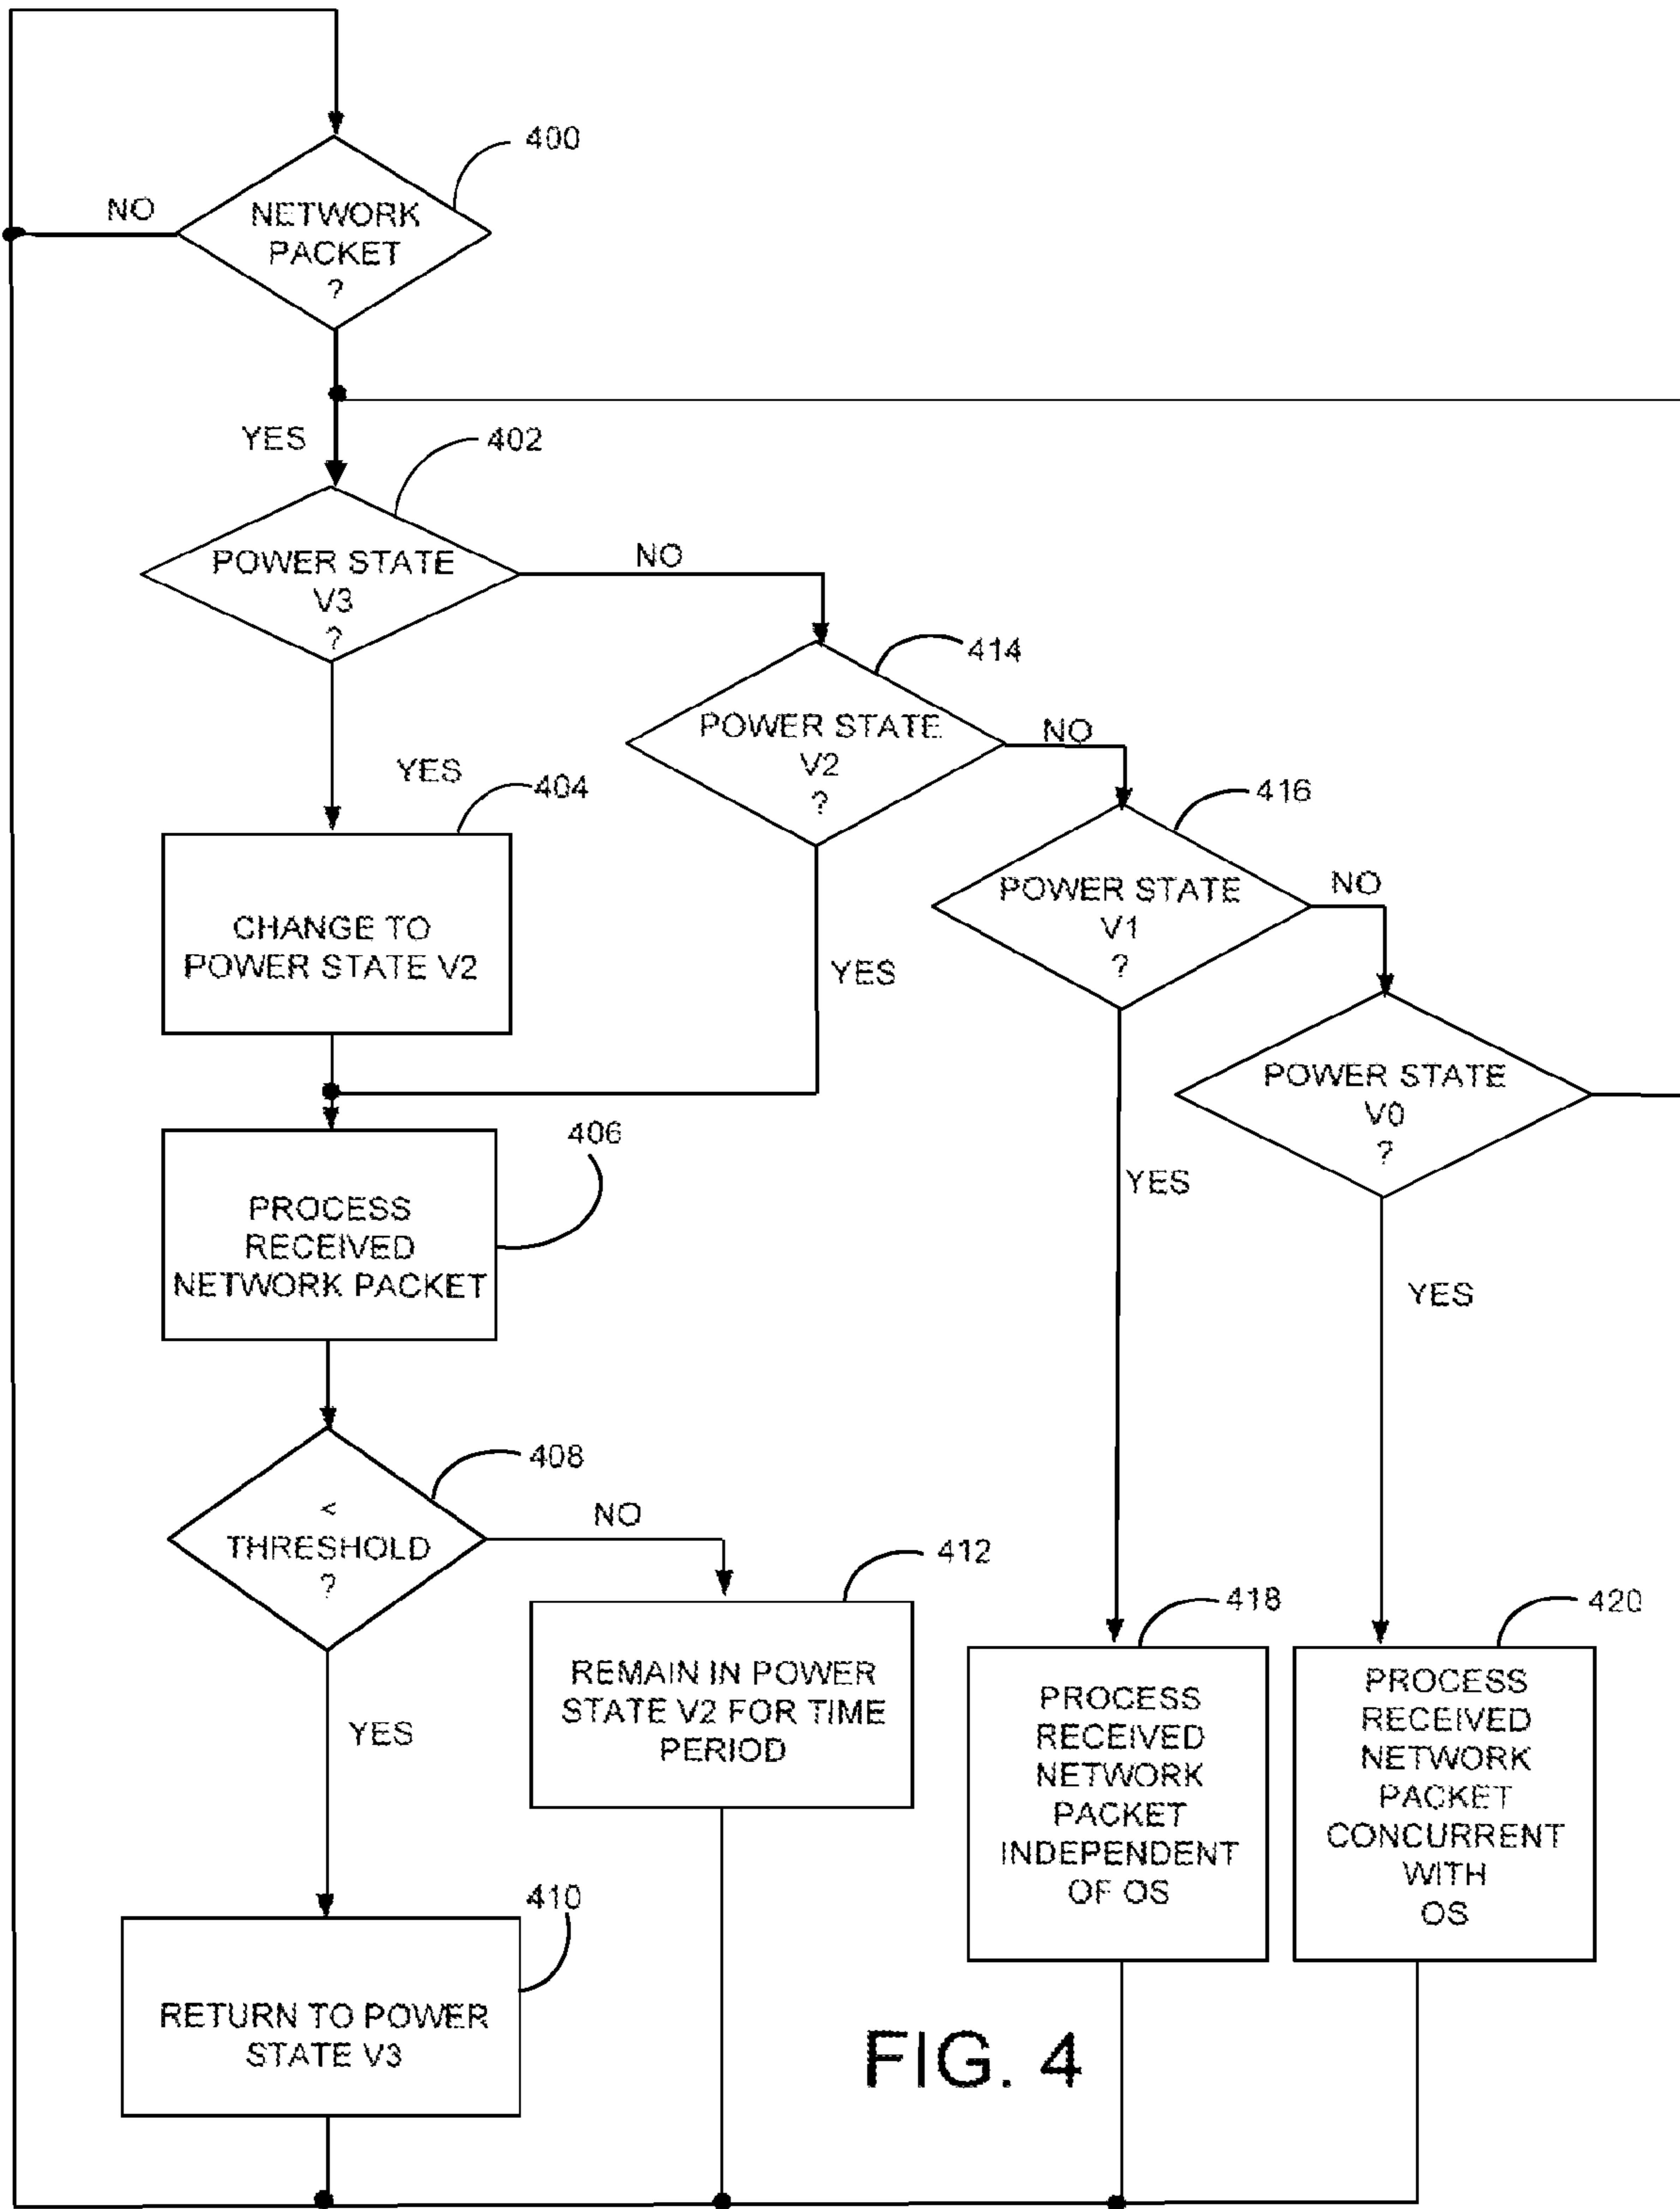 400
NO
NETWORK
PACKET
?
YES
402
POWER STATE
V3
?
NO
414
POWER STATE
V2
?
NO
416
POWER STATE
V1
?
NO
POWER STATE
V0
?
YES
404
CHANGE TO
POWER STATE V2
YES
406
PROCESS
RECEIVED
NETWORK PACKET
YES
YES
408
<
THRESHOLD
?
NO
412
REMAIN IN POWER
STATE V2 FOR TIME
PERIOD
418
PROCESS
RECEIVED
NETWORK
PACKET
INDEPENDENT
OF OS
420
PROCESS
RECEIVED
NETWORK
PACKET
CONCURRENT
WITH
OS
YES
410
RETURN TO POWER
STATE V3
FIG. 4